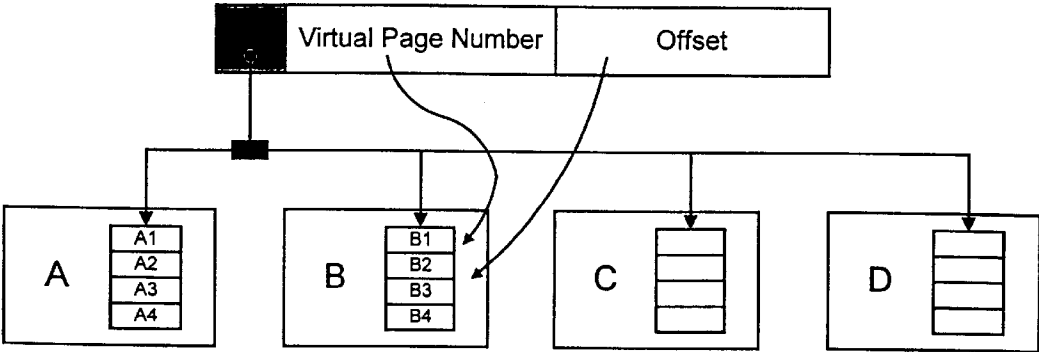 Virtual Page Number Offset
A
A1
A2
A3
A4
B
B1
B2
B3
B4
C
D